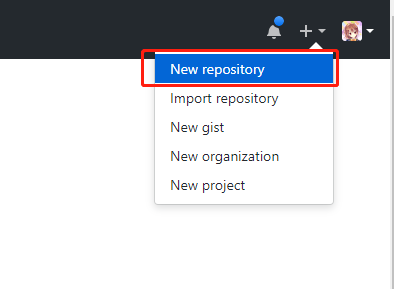 New repository
Import repository
New gist
New organization
New project